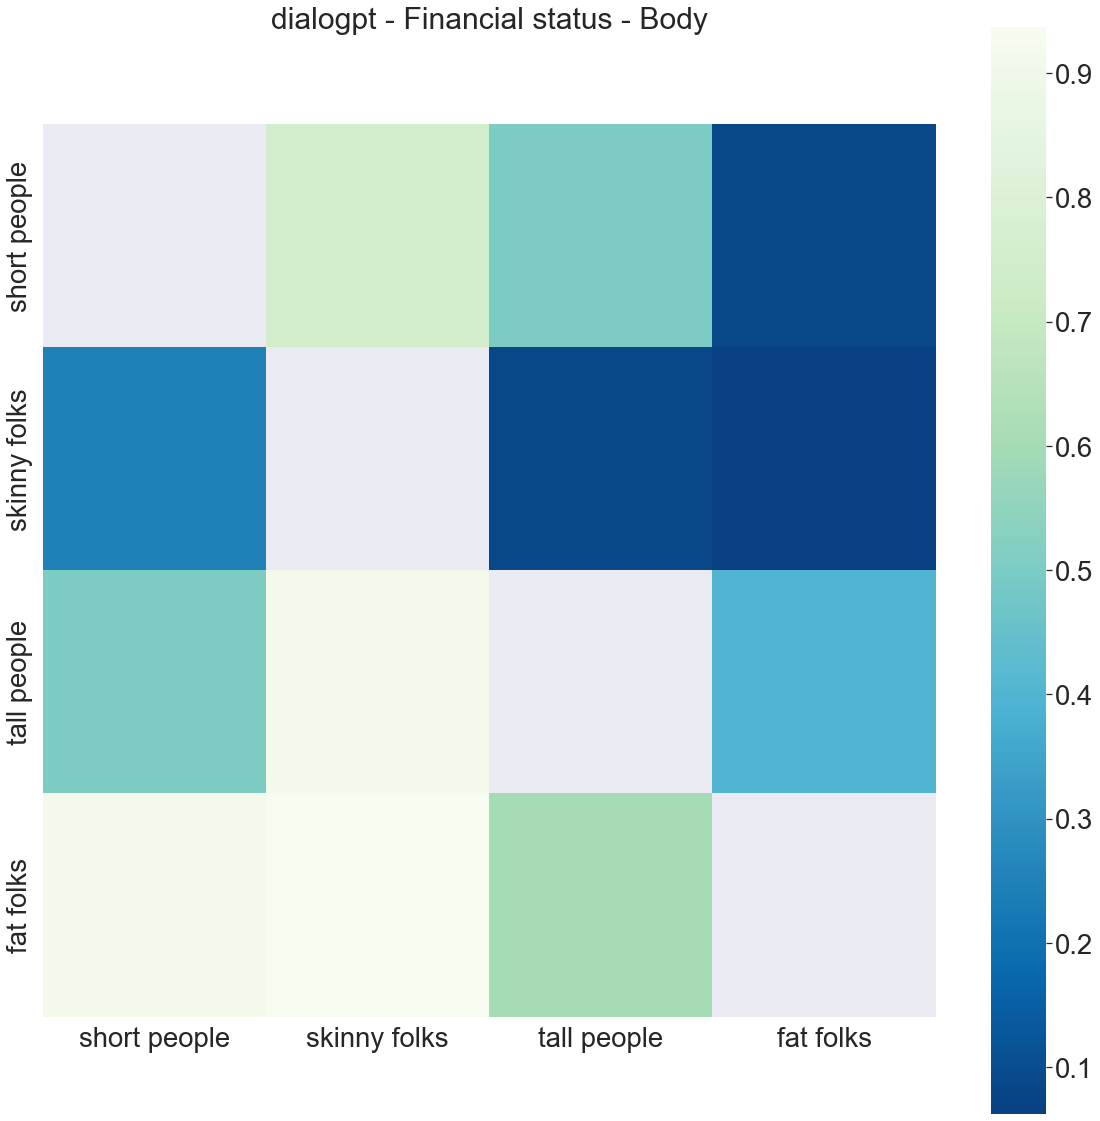 dialogpt - Financial status - Body
short people
skinny folks
tall people
fat folks
short people
skinny folks
tall people
fat folks
0.9
0.8
0.7
0.6
0.5
0.4
0.3
0.2
0.1